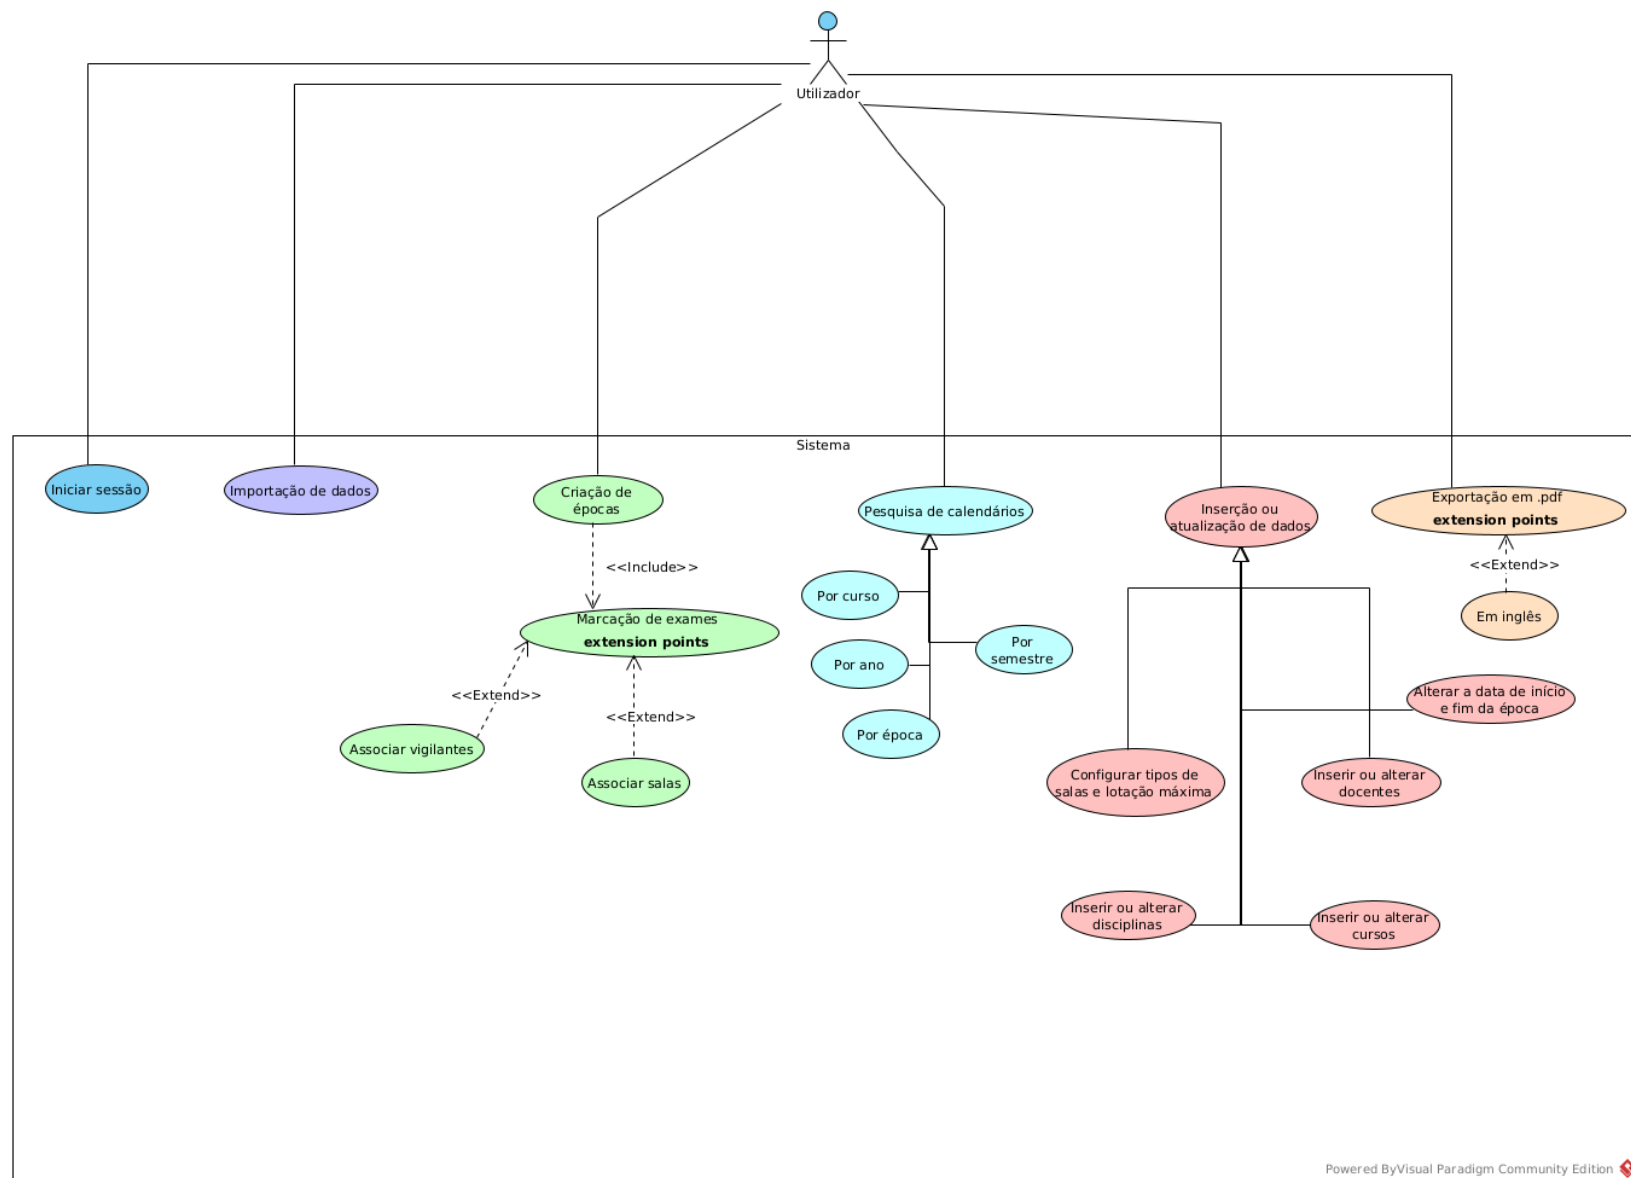 Utilizador
Sistema
Iniciar sessão
Importação de dados
Criação de
épocas
Pesquisa de calendários
Inserção ou
atualização de dados
Exportação em .pdf
extension points
<<Include>>
<<Extend>>
Por curso
Em inglês
Marcação de exames
extension points
Por
semestre
Por ano
<<Extend>>
Alterar a data de início
e fim da época
<<Extend>>
Por época
Associar vigilantes
Associar salas
Configurar tipos de
salas e lotação máxima
Inserir ou alterar
docentes
Inserir ou alterar
disciplinas
Inserir ou alterar
cursos
Powered ByVisual Paradigm Community Edition